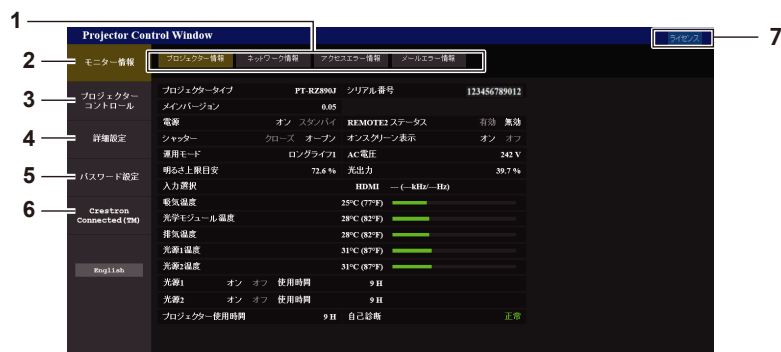 1
Projector Control Window
ライセンス
7
2
モニター情報
プロジェクター情報 ネットワーク情報 アクセスエラー情報 メールエラー情報
3
プロジェクター
コントロール
4
詳細設定
5
パスワード設定
6
Crestron
Connected(TM)
English
プロジェクタータイプ PT-RZ890J シリアル番号 123456789012
メインバージョン 0.05
電源 オン スタンバイ REMOTE2 ステータス 有効 無効
シャッター クローズ オープン オンスクリーン表示 オン オフ
運用モード ロングライフ1 AC電圧 242 V
明るさ上限目安 72.6 % 光出力 39.7 %
入力選択 HDMI ---(---kHz/---Hz)
吸気温度 25°C (77°F)
光学モジュール温度 28°C (82°F)
排気温度 28°C (82°F)
光源1温度 31°C (87°F)
光源2温度 31°C (87°F)
光源1 オン オフ 使用時間 9 H
光源2 オン オフ 使用時間 9 H
プロジェクター使用時間 9 H 自己診断 正常